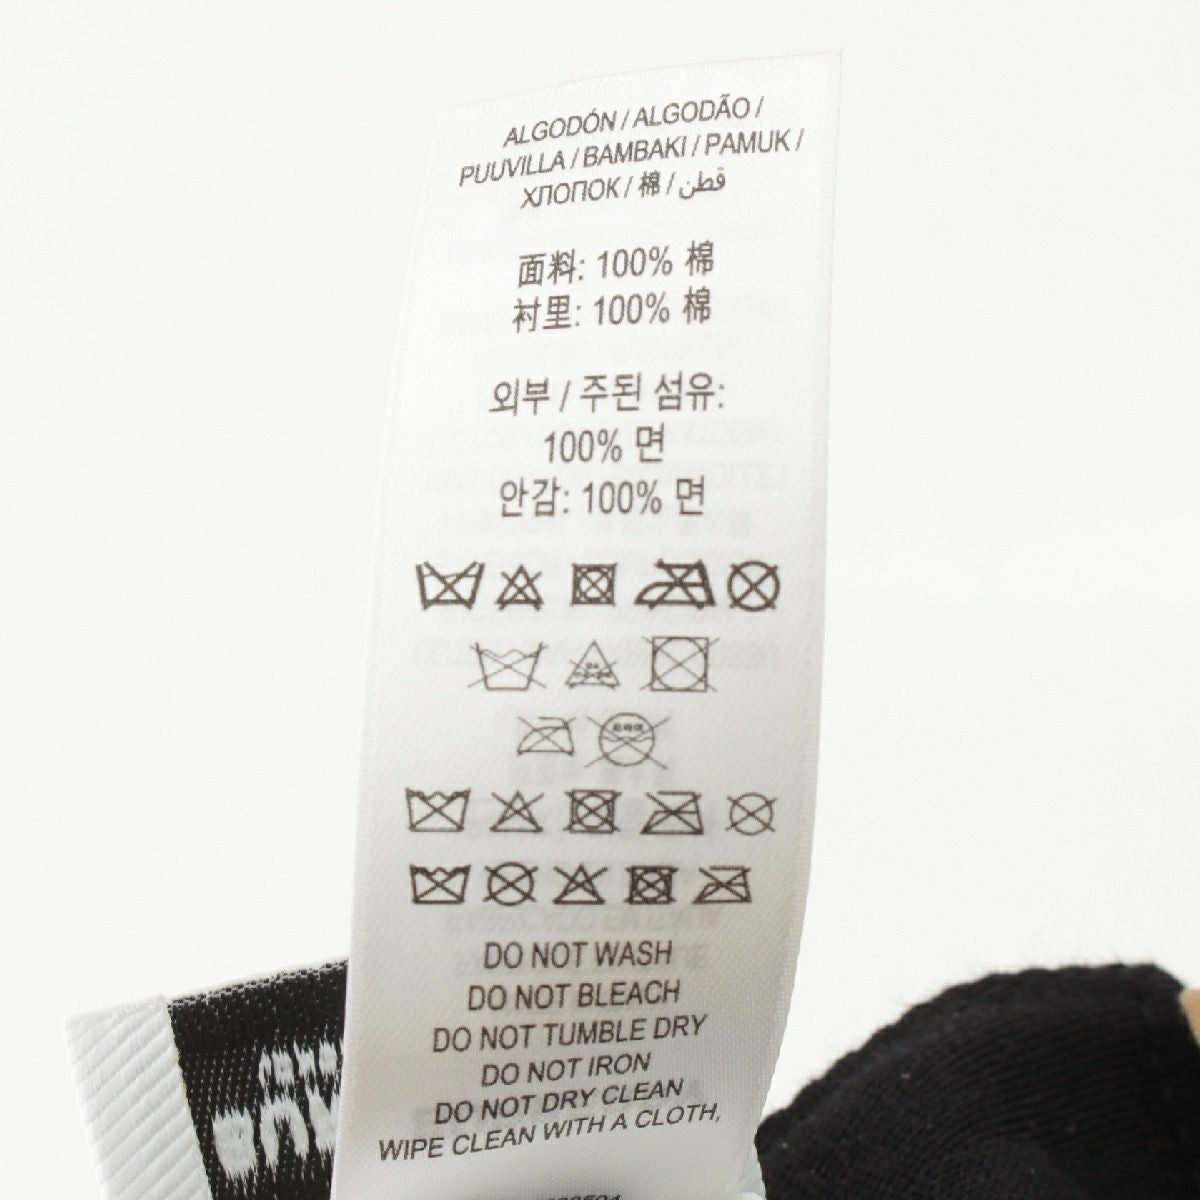 ALGODÓN / ALGODÃO /
PUUVILLA / BAMBAKI / PAMUK /
ХЛОПОК / 棉 / قطن
面料: 100% 棉
衬里: 100% 棉
외부 / 주된 섬유:
100% 면
안감: 100% 면
DO NOT WASH
DO NOT BLEACH
DO NOT TUMBLE DRY
DO NOT IRON
DO NOT DRY CLEAN
WIPE CLEAN WITH A CLOTH,